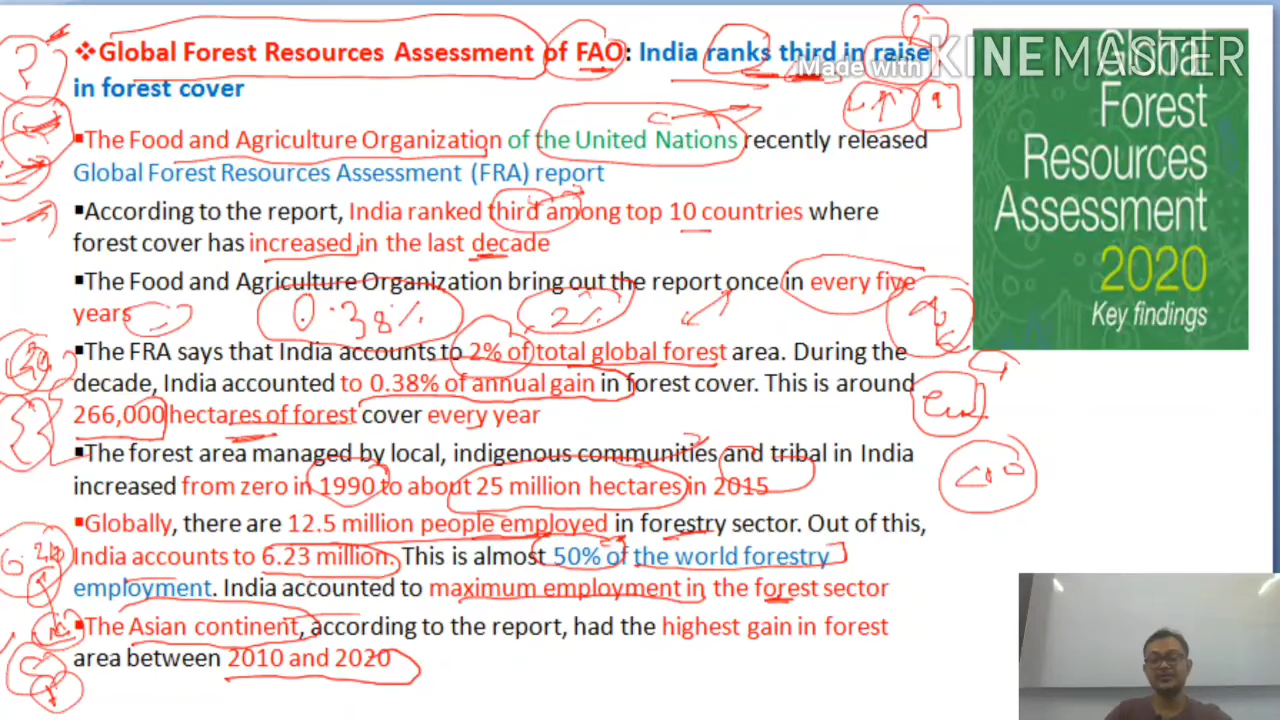 ❖Global Forest Resources Assessment of FAO: India ranks third in raise
in forest cover
▪The Food and Agriculture Organization of the United Nations recently released
Global Forest Resources Assessment (FRA) report
▪According to the report, India ranked third among top 10 countries where
forest cover has increased in the last decade
▪The Food and Agriculture Organization bring out the report once in every five
years
0.38%
2%
▪The FRA says that India accounts to 2% of total global forest area. During the
decade, India accounted to 0.38% of annual gain in forest cover. This is around
266,000 hectares of forest cover every year
▪The forest area managed by local, indigenous communities and tribal in India
increased from zero in 1990 to about 25 million hectares in 2015
▪Globally, there are 12.5 million people employed in forestry sector. Out of this,
India accounts to 6.23 million. This is almost 50% of the world forestry
employment. India accounted to maximum employment in the forest sector
▪The Asian continent, according to the report, had the highest gain in forest
area between 2010 and 2020
Made with KINEMASTER
Global
Forest
Resources
Assessment
2020
Key findings